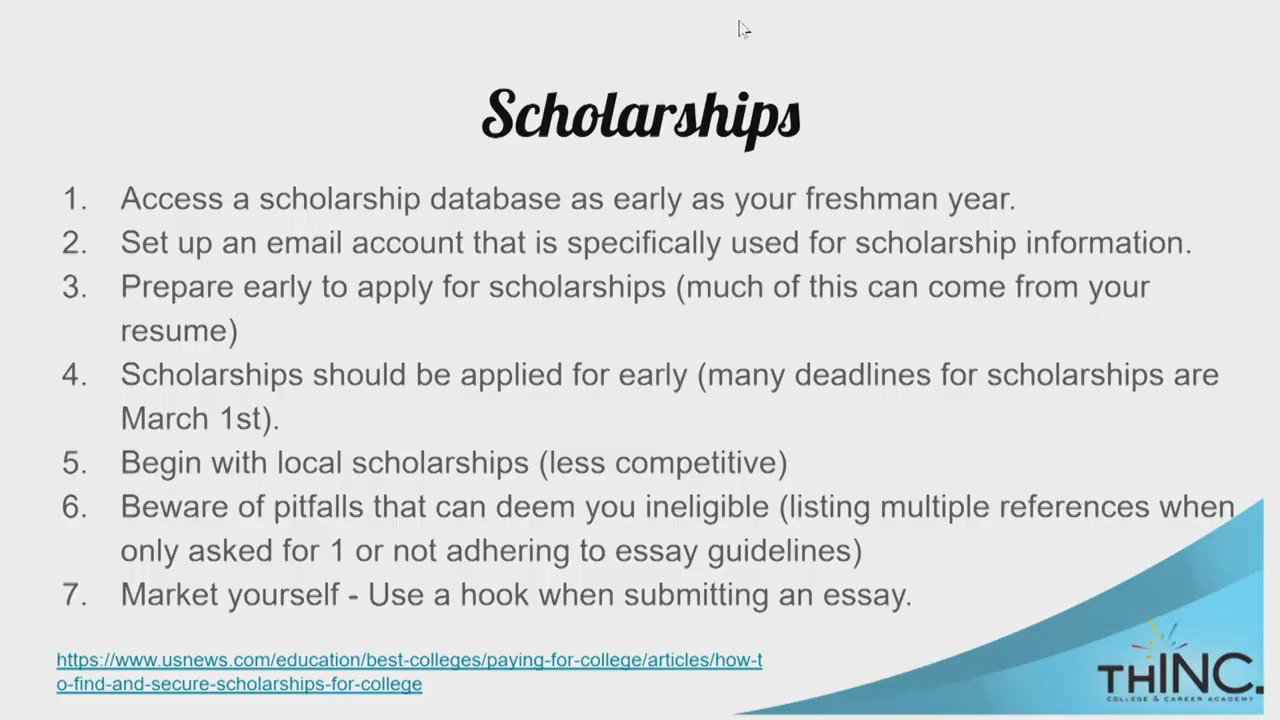 Scholarships
1. Access a scholarship database as early as your freshman year.
2. Set up an email account that is specifically used for scholarship information.
3. Prepare early to apply for scholarships (much of this can come from your
resume)
4. Scholarships should be applied for early (many deadlines for scholarships are
March 1st).
5. Begin with local scholarships (less competitive)
6. Beware of pitfalls that can deem you ineligible (listing multiple references when
only asked for 1 or not adhering to essay guidelines)
7. Market yourself - Use a hook when submitting an essay.
https://www.usnews.com/education/best-colleges/paying-for-college/articles/how-t
o-find-and-secure-scholarships-for-college
THINC.
COLLEGE & CAREER ACADEMY